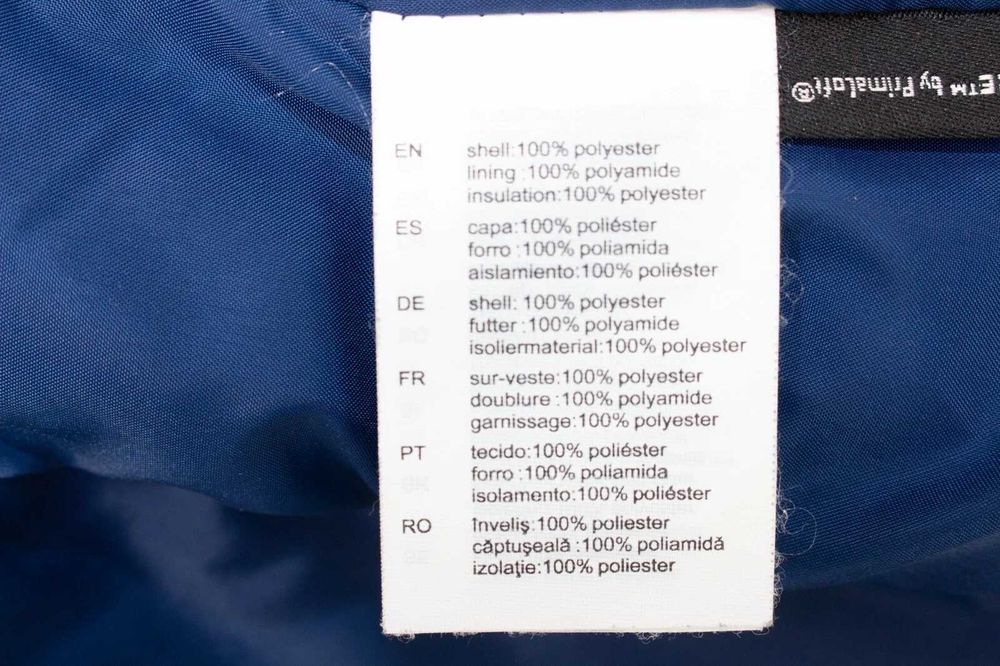 EN shell:100% polyester
lining :100% polyamide
insulation:100% polyester
ES capa:100% poliéster
forro :100% poliamida
aislamiento:100% poliéster
DE shell: 100% polyester
futter :100% polyamide
isoliermaterial:100% polyester
FR sur-veste:100% polyester
doublure :100% polyamide
garnissage:100% polyester
PT tecido:100% poliéster
forro :100% poliamida
isolamento:100% poliéster
RO înveliş:100% poliester
căptuşeală :100% poliamidă
izolaţie:100% poliester
E™ by PrimaLoft®